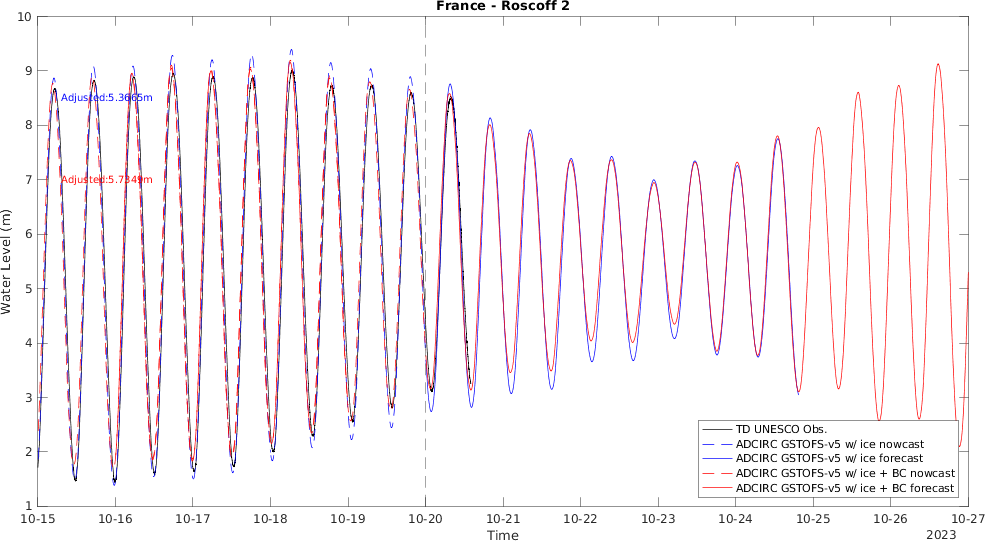 France - Roscoff 2
10
9
8
7
6
5
4
3
2
1
Water Level (m)
Adjusted:5.3665m
Adjusted:5.7349m
TD UNESCO Obs.
ADCIRC GSTOFS-v5 w/ ice nowcast
ADCIRC GSTOFS-v5 w/ ice forecast
ADCIRC GSTOFS-v5 w/ ice + BC nowcast
ADCIRC GSTOFS-v5 w/ ice + BC forecast
10-15 10-16 10-17 10-18 10-19 10-20 10-21 10-22 10-23 10-24 10-25 10-26 10-27
Time
2023